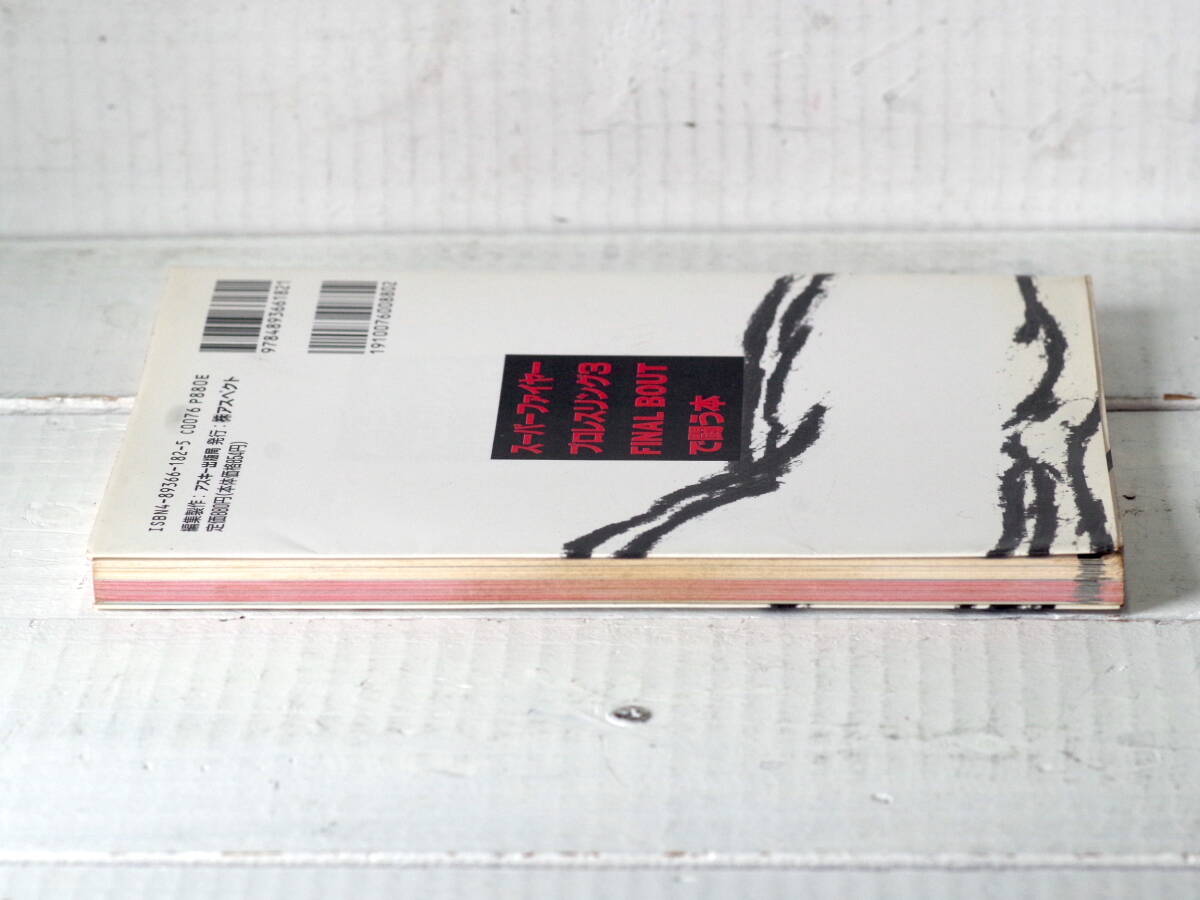 9784893661821
1910076008802
ISBN4-89366-182-5 C0076 P880E
編集製作：アスキー出版局 発行：㈱アスペクト
定価880円(本体価格854円)
スーパーファイヤー
プロレスリング3
FINAL BOUT
で闘う本